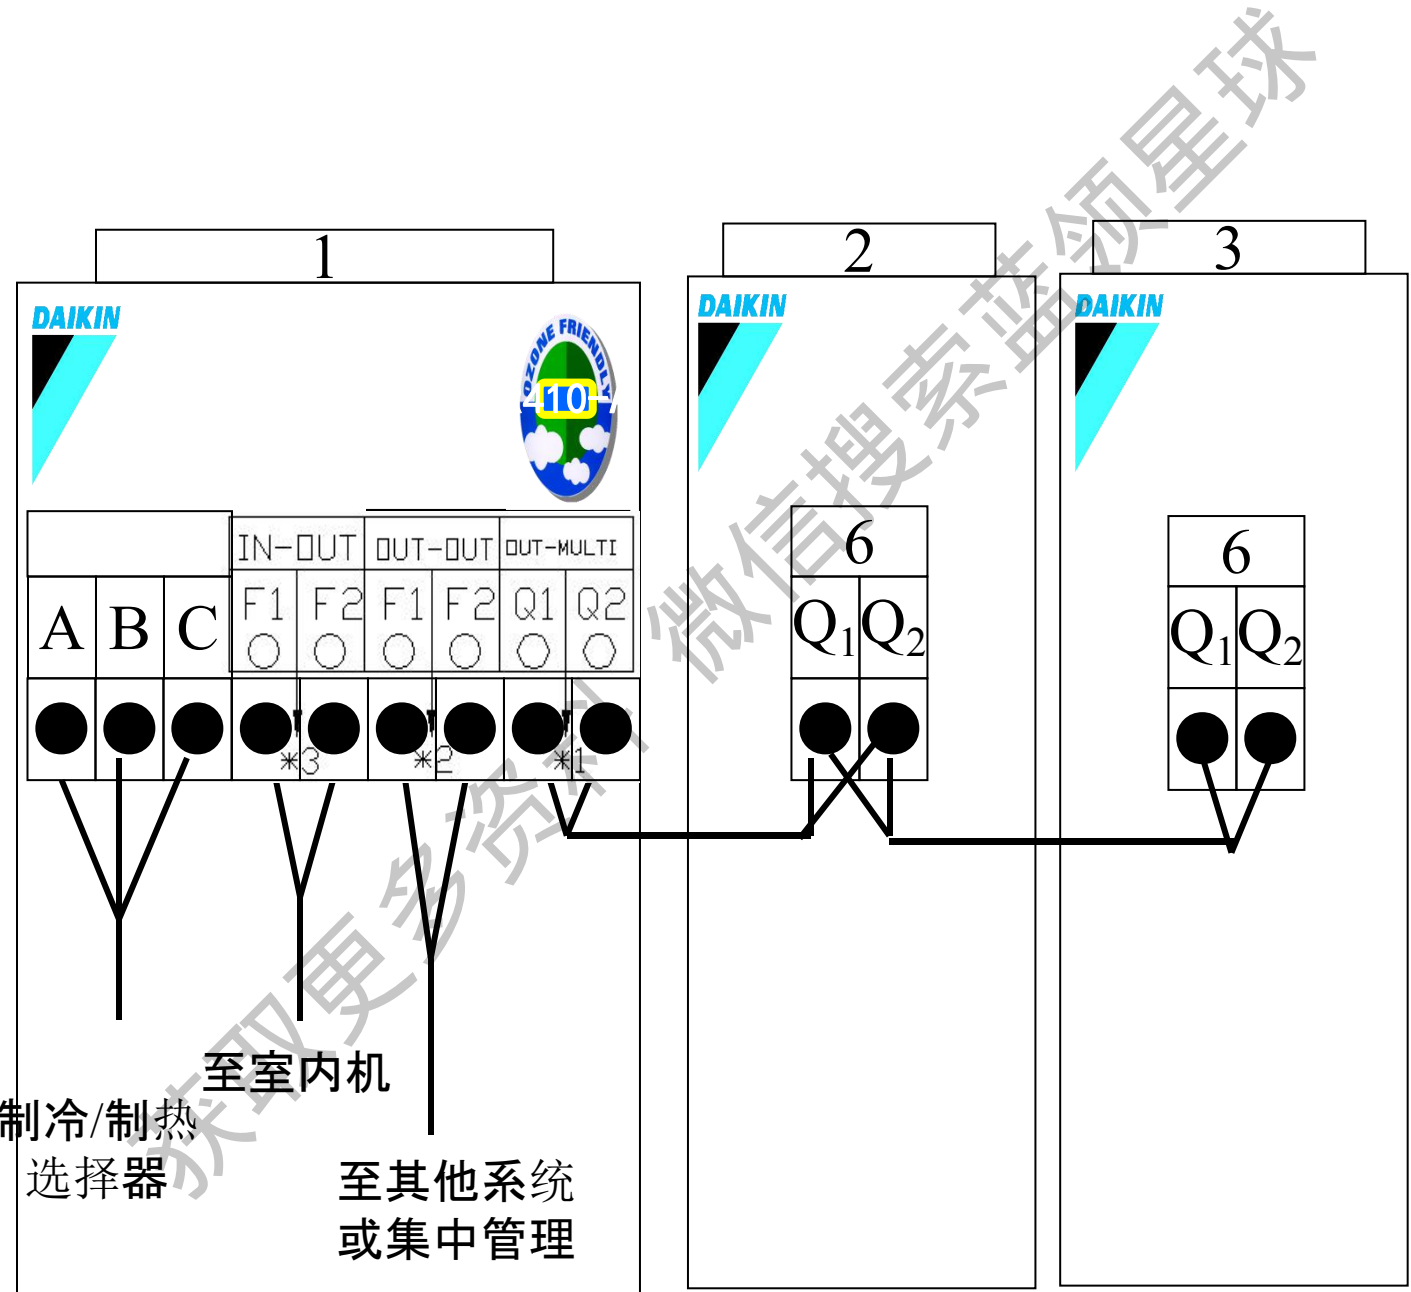 1
2
3
DAIKIN
DAIKIN
DAIKIN
OZONE FRIENDLY
410-
IN-OUT OUT-OUT OUT-MULTI
A B C F1 F2 F1 F2 Q1 Q2
*3 *2 *1
6
Q1 Q2
6
Q1 Q2
至室内机
制冷/制热
选择器
至其他系统
或集中管理
获取更多资料 微信搜索蓝领星球